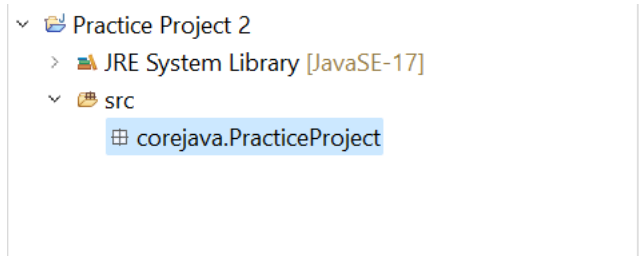 Practice Project 2
JRE System Library [JavaSE-17]
src
corejava.PracticeProject